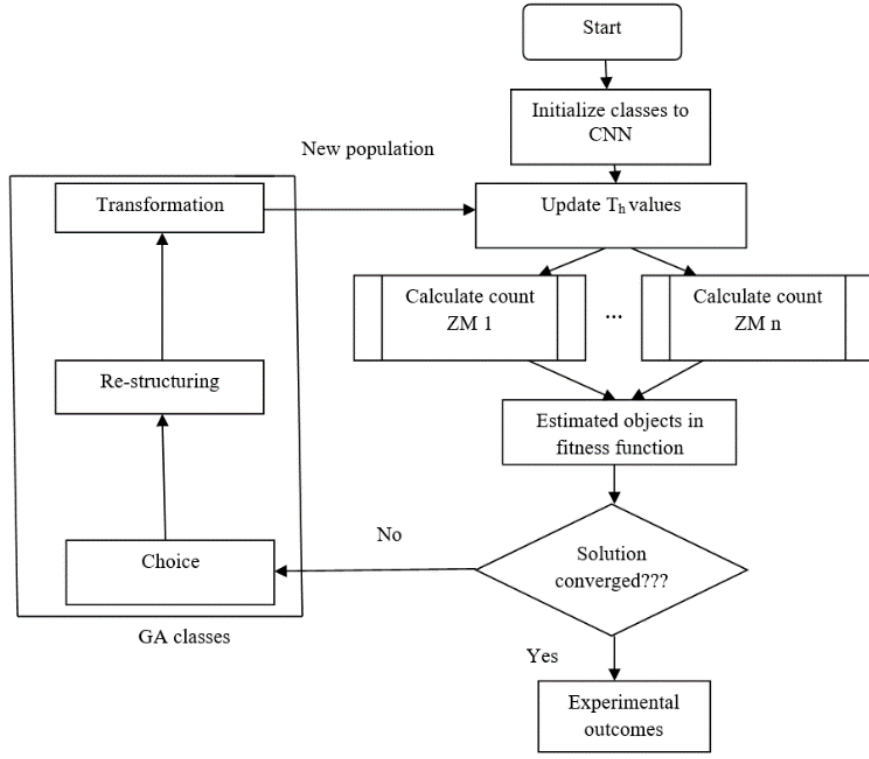 Start
Initialize classes to
CNN
New population
Transformation
Update Th values
Calculate count
ZM 1
...
Calculate count
ZM n
Re-structuring
Estimated objects in
fitness function
No
Solution
converged???
Choice
GA classes
Yes
Experimental
outcomes